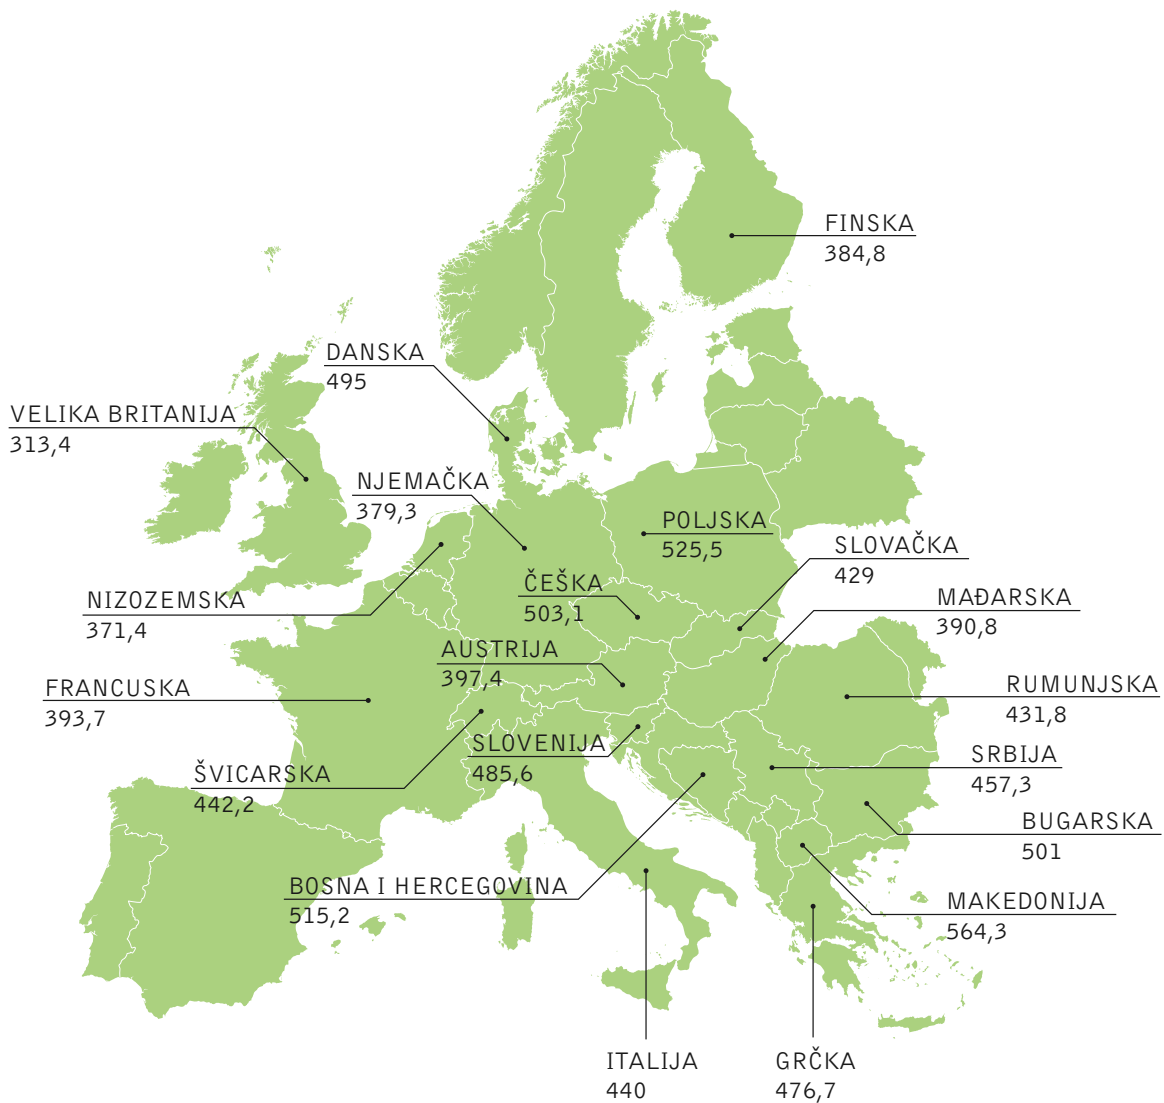 FINSKA
384,8
DANSKA
495
VELIKA BRITANIJA
313,4
NJEMAČKA
379,3
POLJSKA
525,5
SLOVAČKA
429
ČEŠKA
503,1
NIZOZEMSKA
371,4
MAĐARSKA
390,8
AUSTRIJA
397,4
FRANCUSKA
393,7
RUMUNJSKA
431,8
SLOVENIJA
485,6
SRBIJA
457,3
ŠVICARSKA
442,2
BUGARSKA
501
BOSNA I HERCEGOVINA
515,2
MAKEDONIJA
564,3
ITALIJA
440
GRČKA
476,7